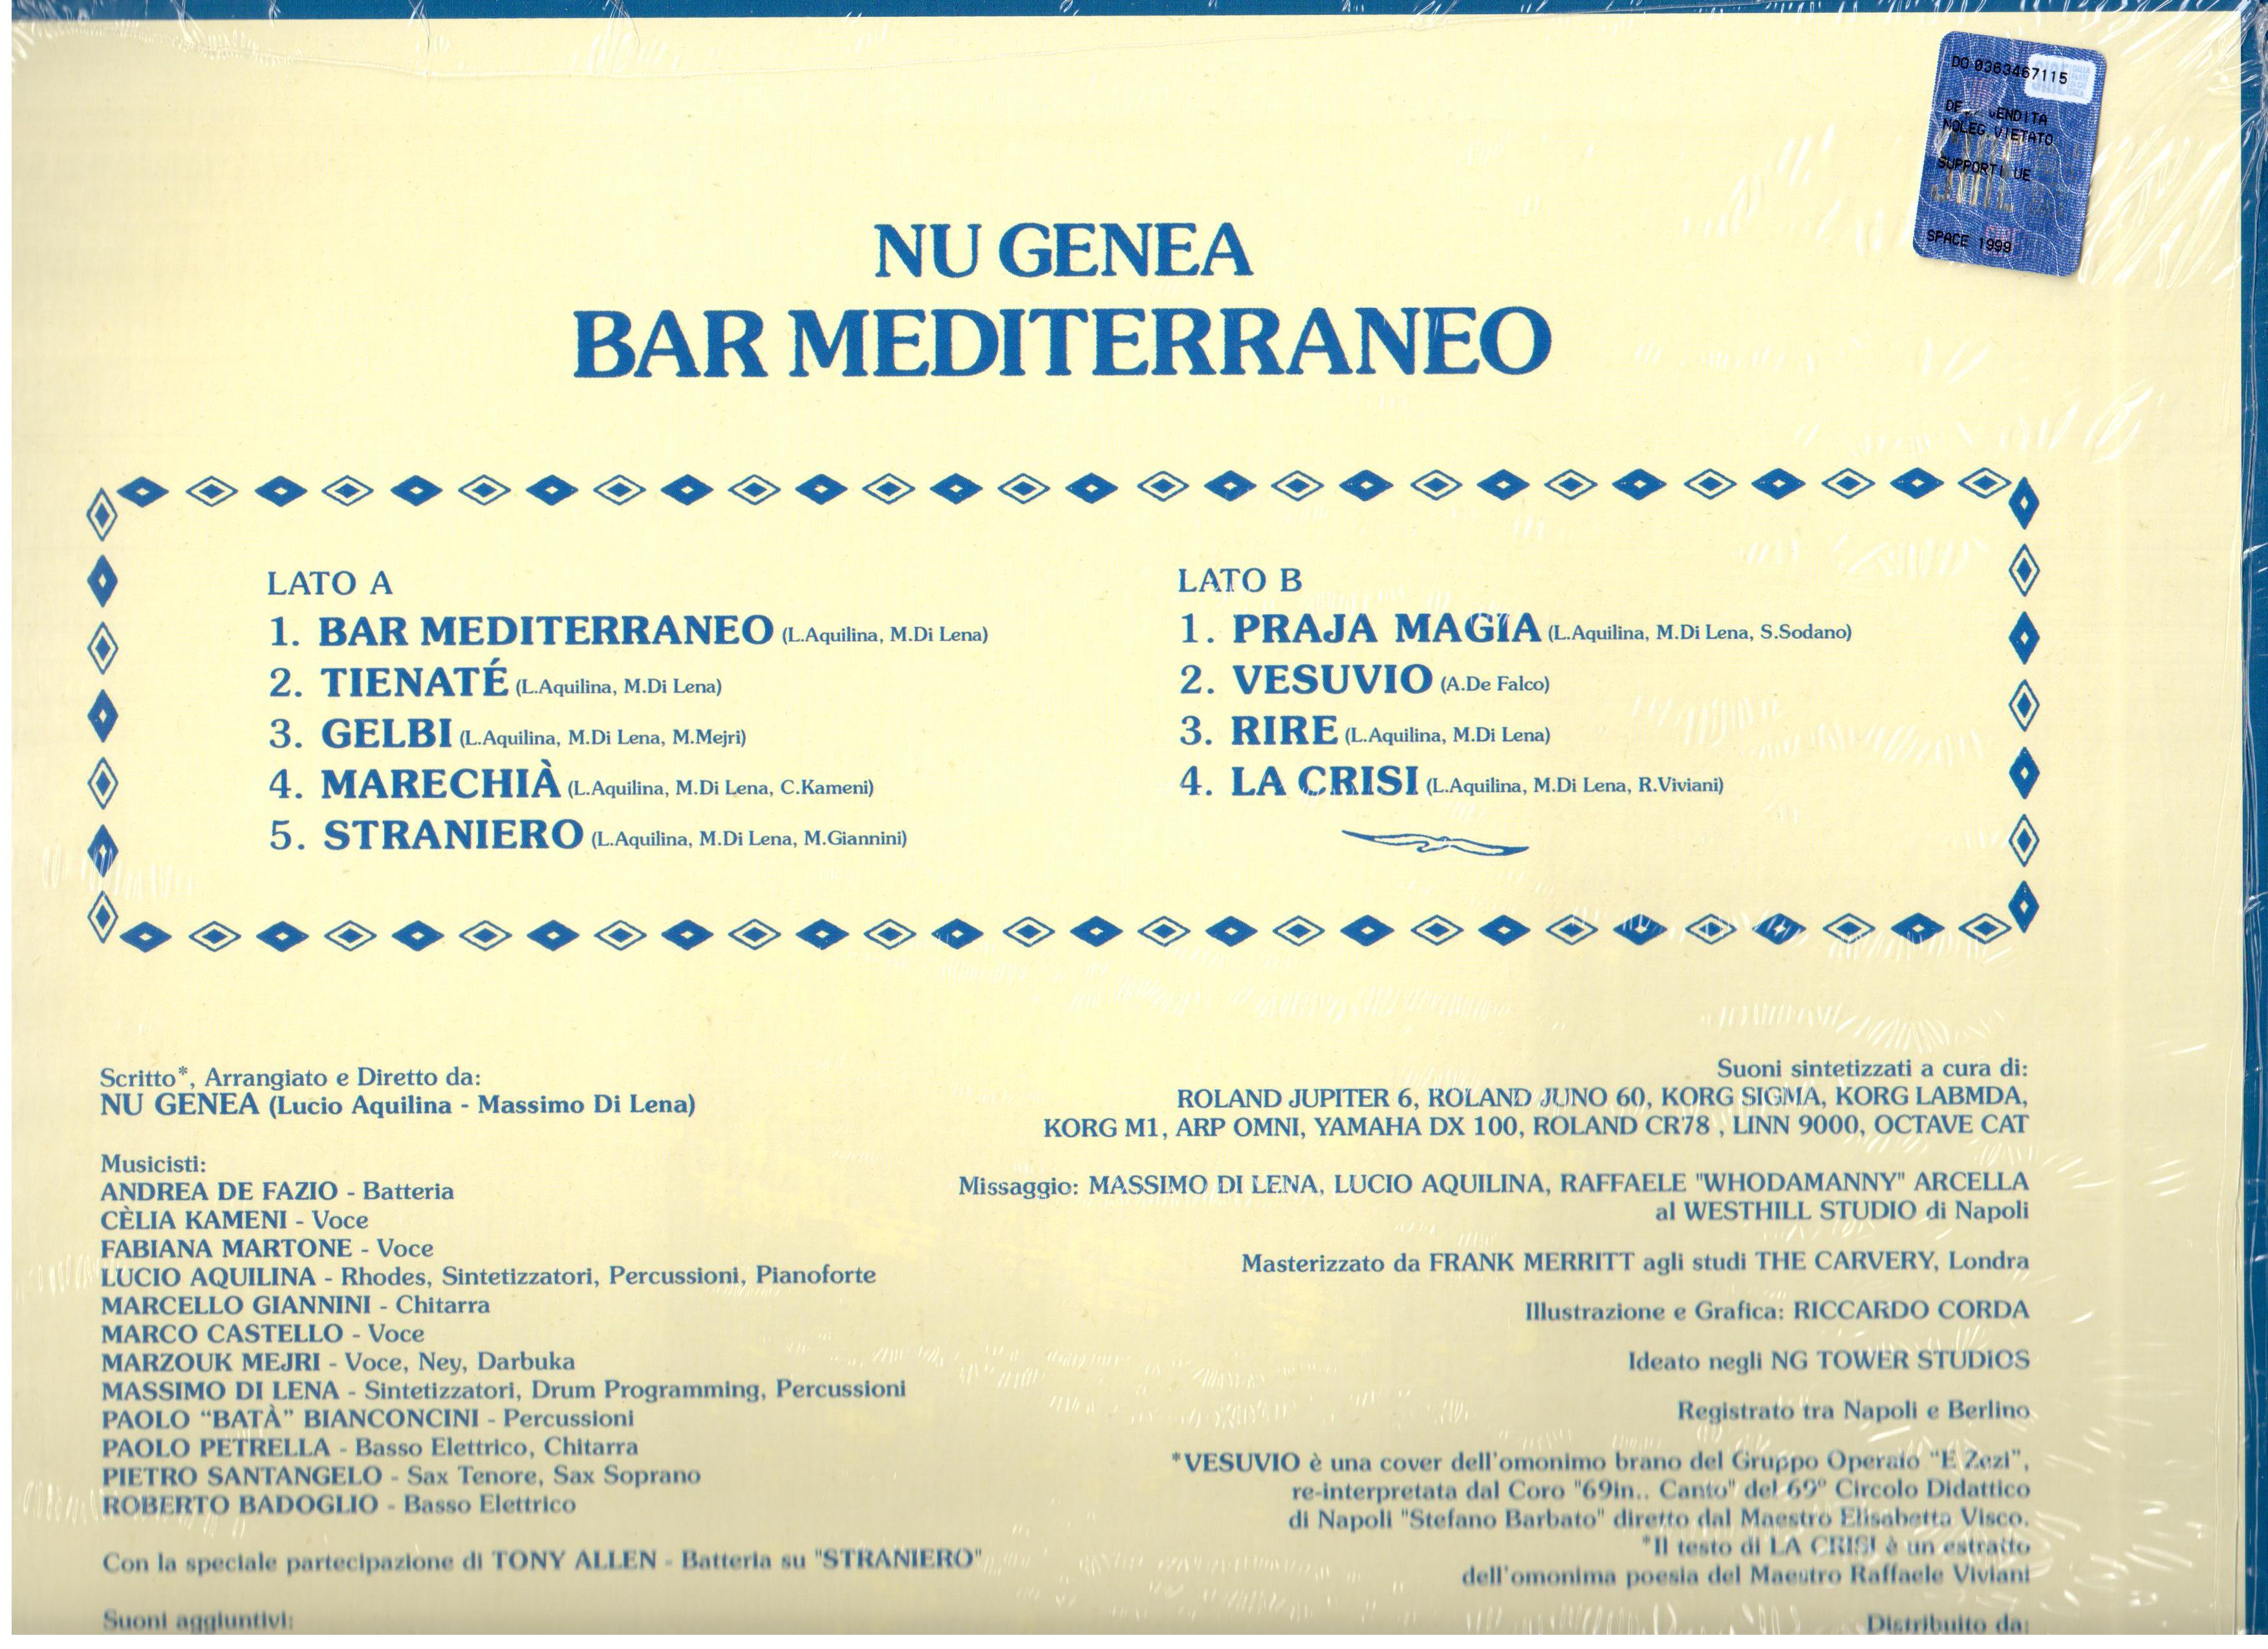 DO 0363467115
VENDITA
NOLEG.VIETATO
SUPPORTI UE
SPACE 1999
NU GENEA
BAR MEDITERRANEO
LATO A
1. BAR MEDITERRANEO (L.Aquilina, M.Di Lena)
2. TIENATÉ (L.Aquilina, M.Di Lena)
3. GELBI (L.Aquilina, M.Di Lena, M.Mejri)
4. MARECHIÀ (L.Aquilina, M.Di Lena, C.Kameni)
5. STRANIERO (L.Aquilina, M.Di Lena, M.Giannini)
LATO B
1. PRAJA MAGIA (L.Aquilina, M.Di Lena, S.Sodano)
2. VESUVIO (A.De Falco)
3. RIRE (L.Aquilina, M.Di Lena)
4. LA CRISI (L.Aquilina, M.Di Lena, R.Viviani)
Scritto*, Arrangiato e Diretto da:
NU GENEA (Lucio Aquilina - Massimo Di Lena)
Musicisti:
ANDREA DE FAZIO - Batteria
CÈLIA KAMENI - Voce
FABIANA MARTONE - Voce
LUCIO AQUILINA - Rhodes, Sintetizzatori, Percussioni, Pianoforte
MARCELLO GIANNINI - Chitarra
MARCO CASTELLO - Voce
MARZOUK MEJRI - Voce, Ney, Darbuka
MASSIMO DI LENA - Sintetizzatori, Drum Programming, Percussioni
PAOLO “BATÀ” BIANCONCINI - Percussioni
PAOLO PETRELLA - Basso Elettrico, Chitarra
PIETRO SANTANGELO - Sax Tenore, Sax Soprano
ROBERTO BADOGLIO - Basso Elettrico
Con la speciale partecipazione di TONY ALLEN - Batteria su "STRANIERO"
Suoni aggiuntivi:
Suoni sintetizzati a cura di:
ROLAND JUPITER 6, ROLAND JUNO 60, KORG SIGMA, KORG LABMDA,
KORG M1, ARP OMNI, YAMAHA DX 100, ROLAND CR78 , LINN 9000, OCTAVE CAT
Missaggio: MASSIMO DI LENA, LUCIO AQUILINA, RAFFAELE "WHODAMANNY" ARCELLA
al WESTHILL STUDIO di Napoli
Masterizzato da FRANK MERRITT agli studi THE CARVERY, Londra
Illustrazione e Grafica: RICCARDO CORDA
Ideato negli NG TOWER STUDIOS
Registrato tra Napoli e Berlino
*VESUVIO è una cover dell'omonimo brano del Gruppo Operaio “E Zezi”,
re-interpretata dal Coro "69in.. Canto" del 69º Circolo Didattico
di Napoli "Stefano Barbato" diretto dal Maestro Elisabetta Visco.
*Il testo di LA CRISI è un estratto
dell'omonima poesia del Maestro Raffaele Viviani
Distribuito da: